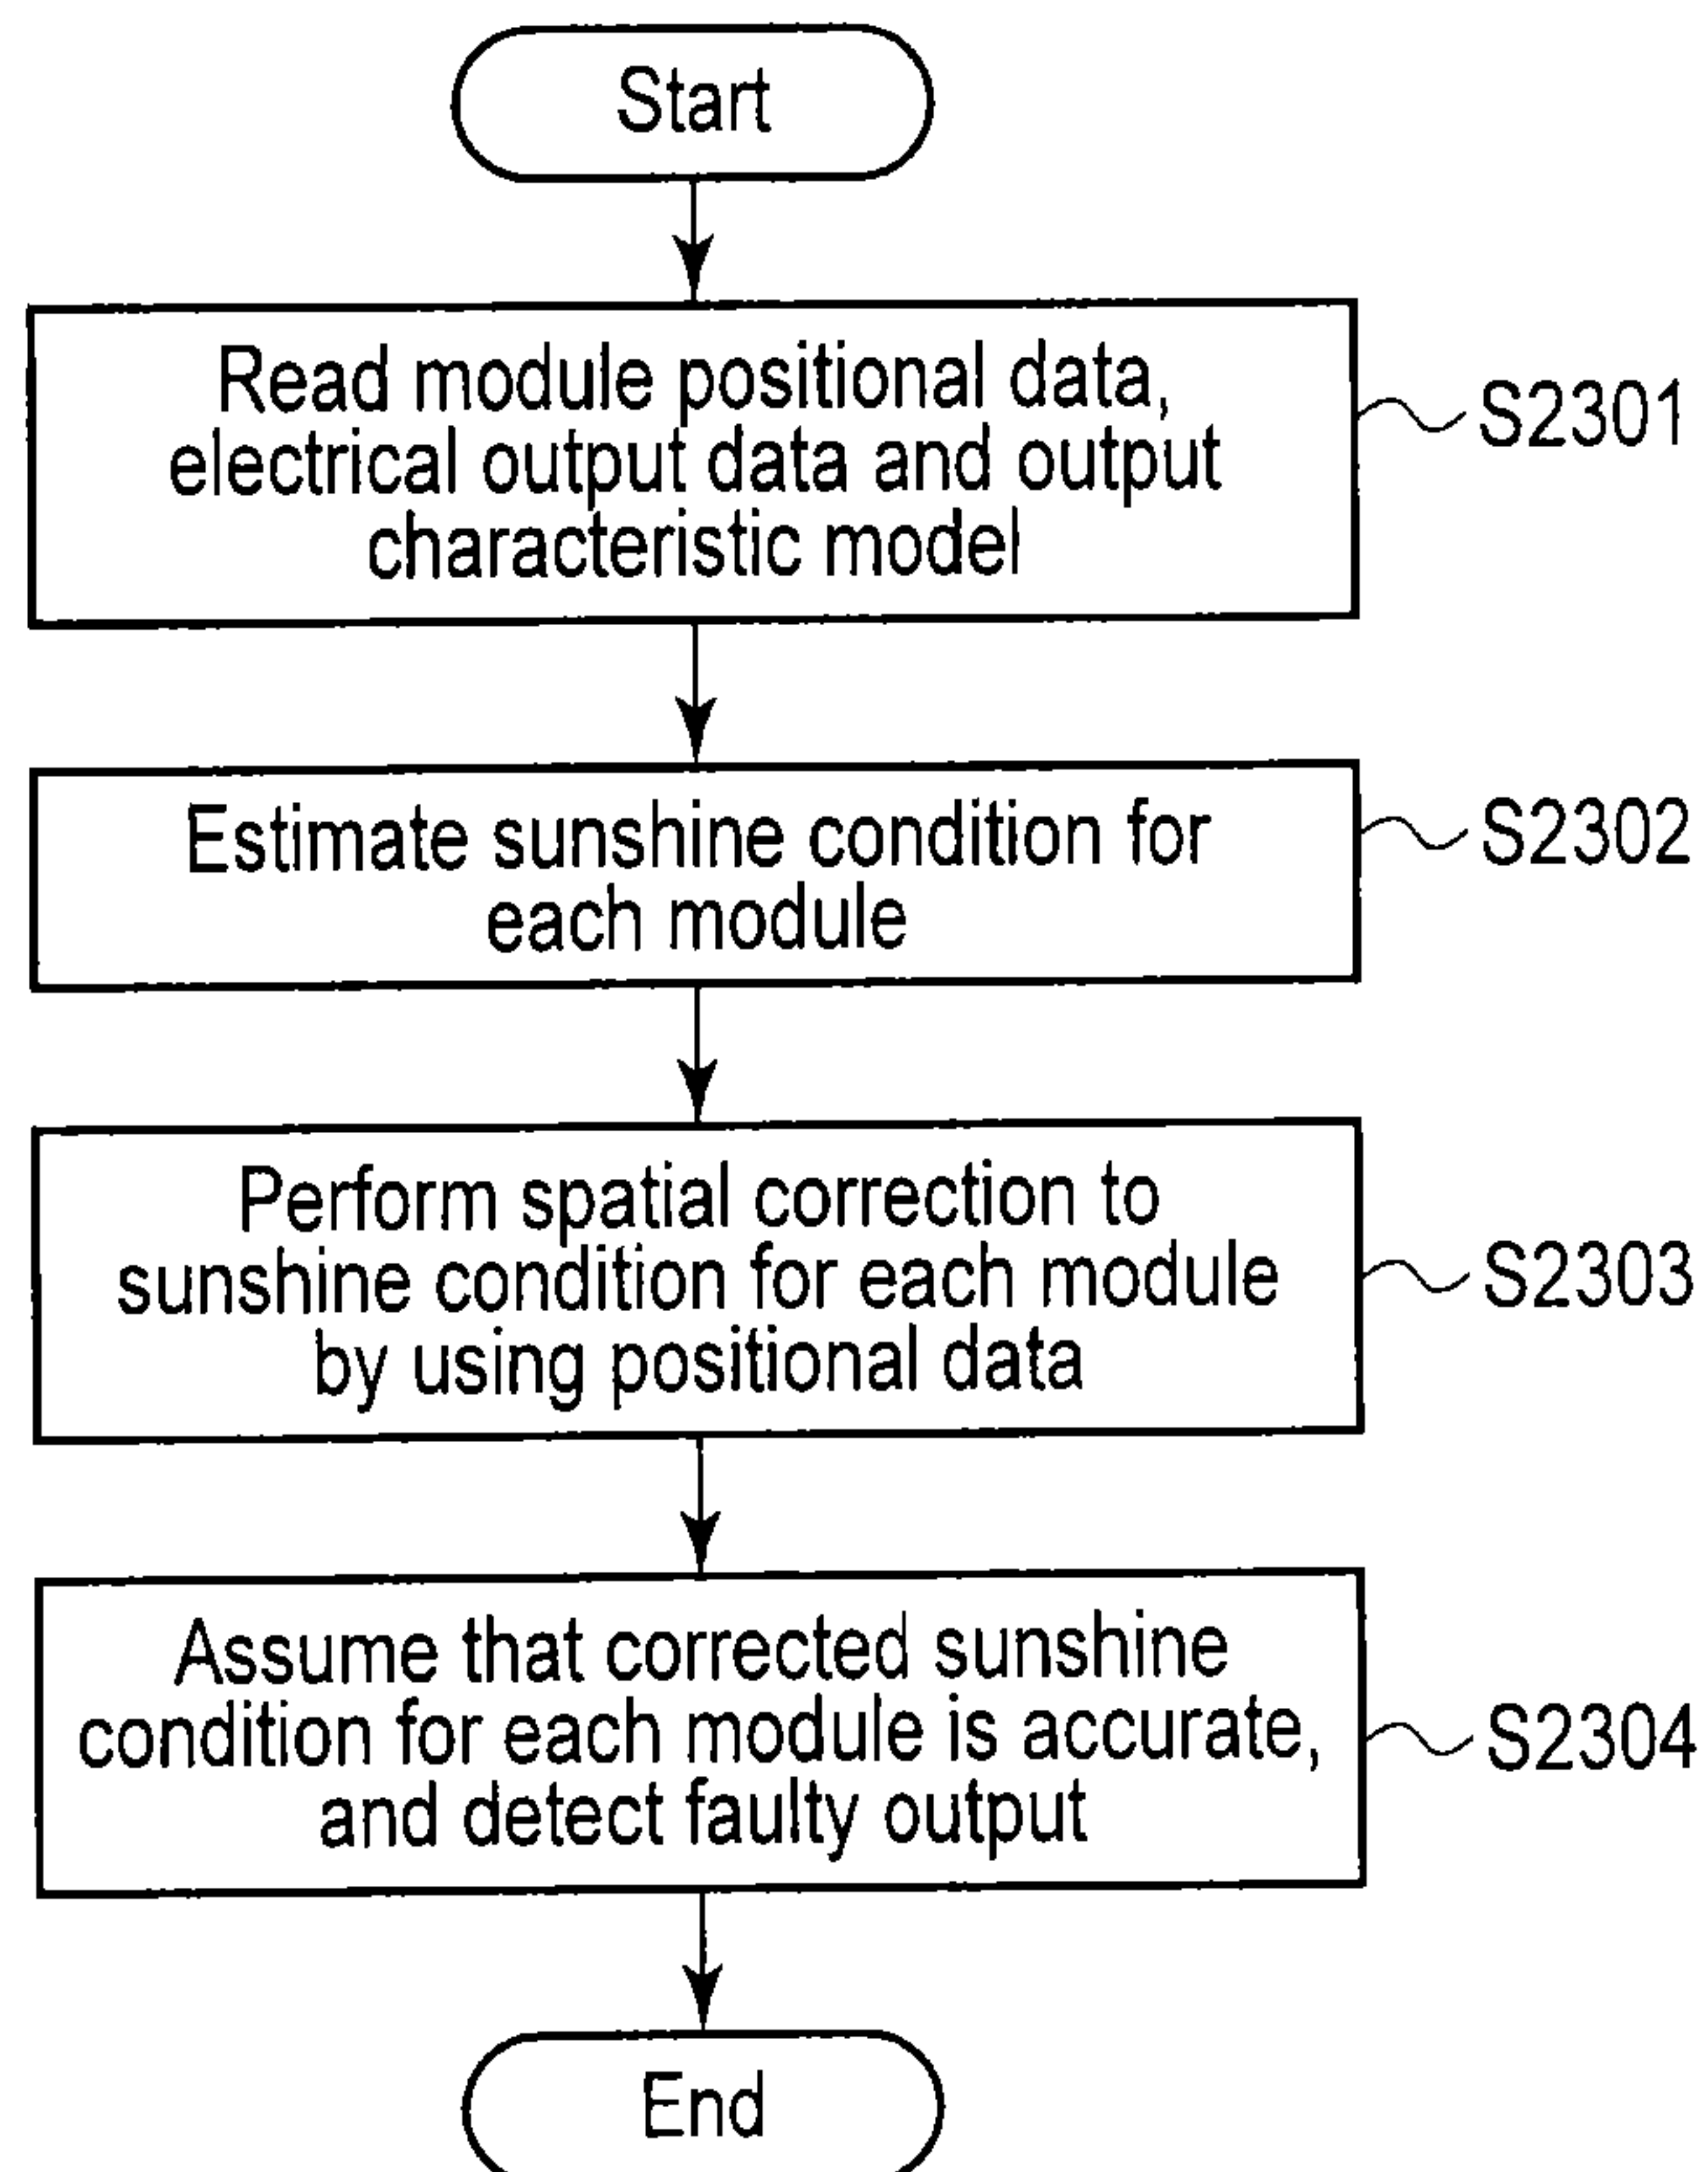 Start
Read module positional data,
electrical output data and output
characteristic model
S2301
Estimate sunshine condition for
each module
S2302
Perform spatial correction to
sunshine condition for each module
by using positional data
S2303
Assume that corrected sunshine
condition for each module is accurate,
and detect faulty output
S2304
End